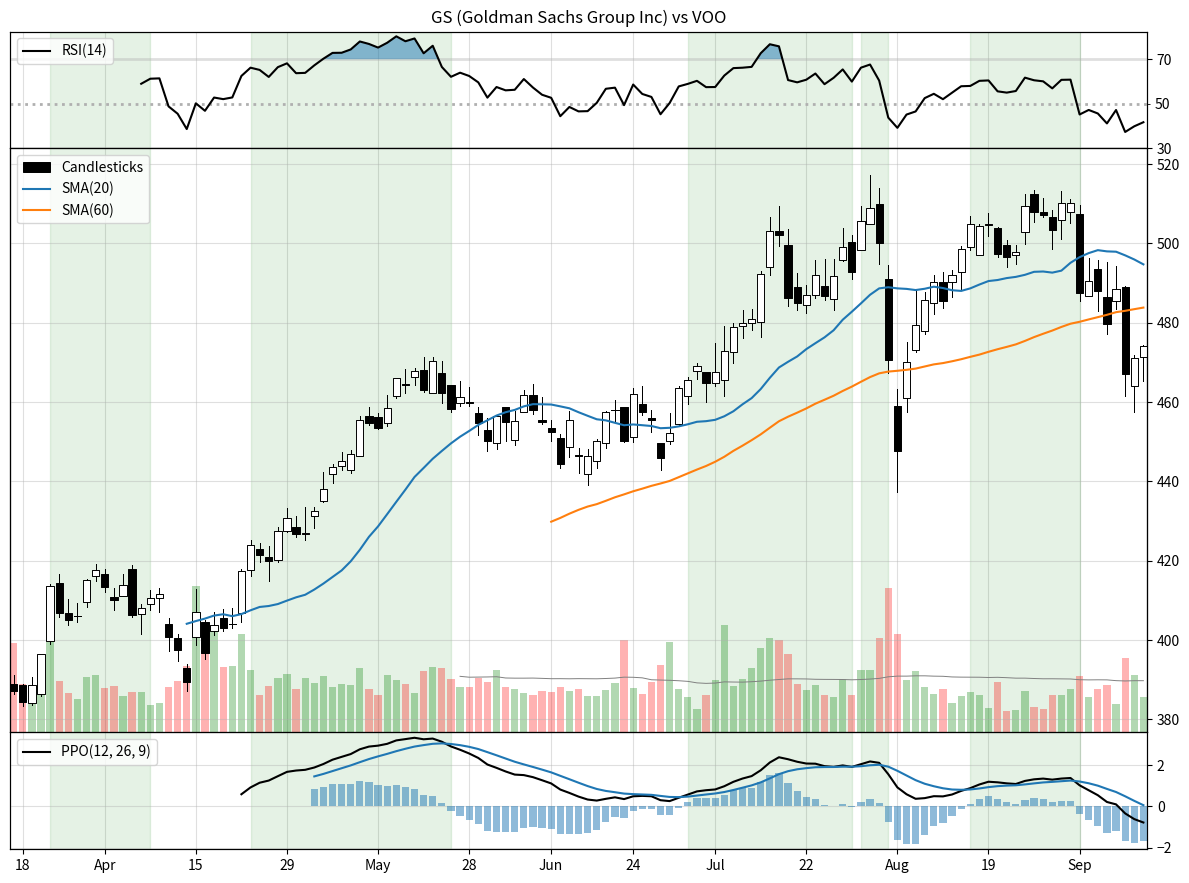 GS (Goldman Sachs Group Inc) vs VOO
RSI(14)
70
50
30
Candlesticks
SMA(20)
SMA(60)
520
500
480
460
440
420
400
380
PPO(12, 26, 9)
2
0
−2
18 Apr 15 29 May 28 Jun 24 Jul 22 Aug 19 Sep